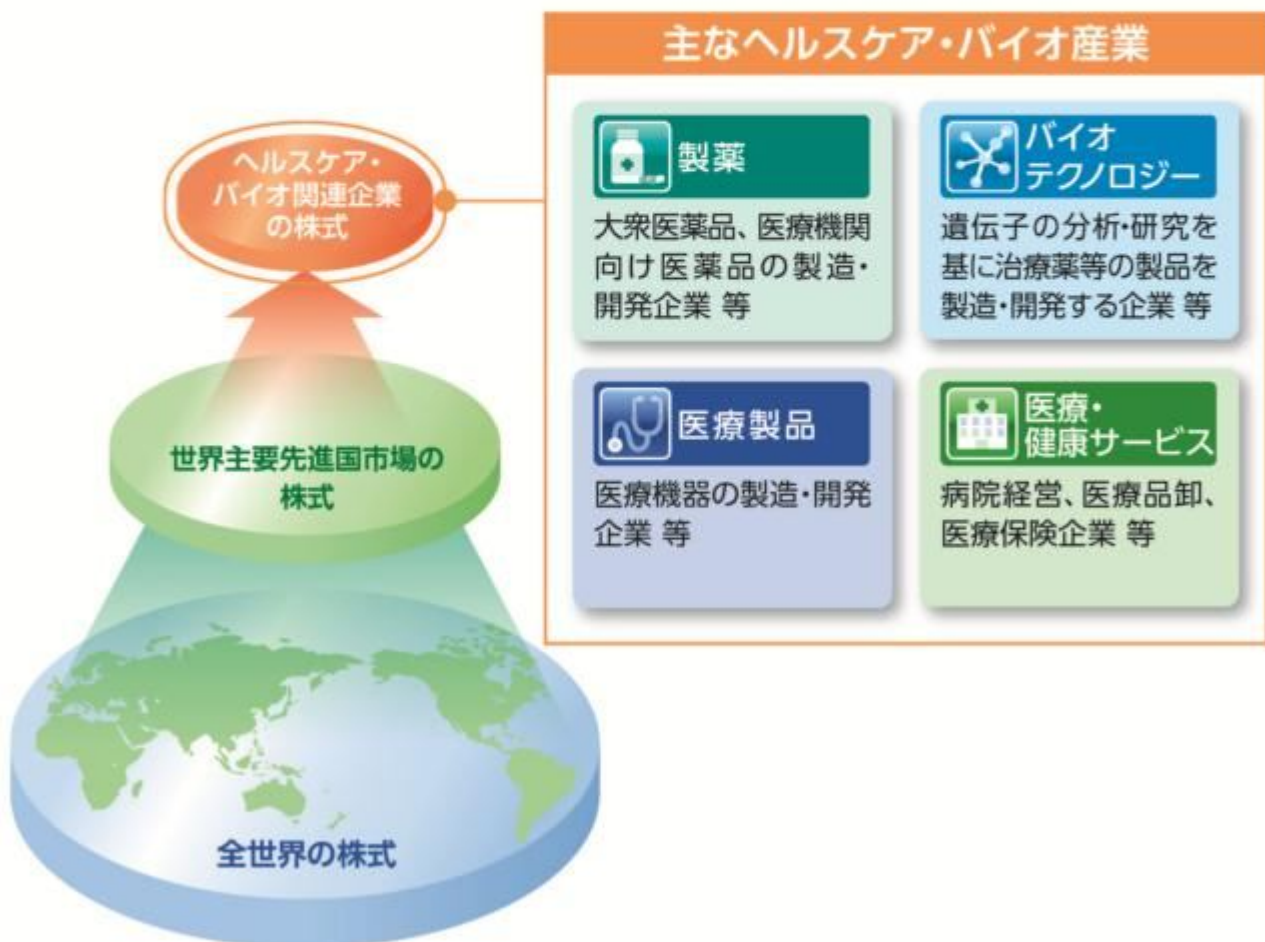 主なヘルスケア・バイオ産業
ヘルスケア・
バイオ関連企業
の株式
世界主要先進国市場の
株式
全世界の株式
製薬
大衆医薬品、医療機関
向け医薬品の製造・
開発企業 等
バイオ
テクノロジー
遺伝子の分析・研究を
基に治療薬等の製品を
製造・開発する企業 等
医療製品
医療機器の製造・開発
企業 等
医療・
健康サービス
病院経営、医療品卸、
医療保険企業 等